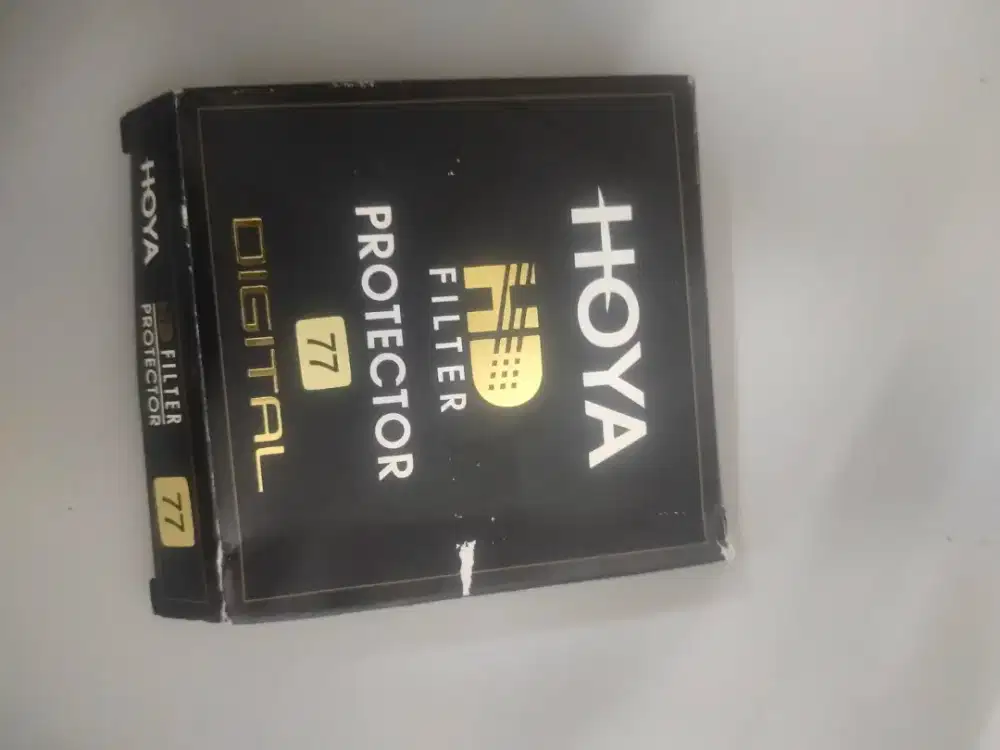 HOYA
HD
FILTER
PROTECTOR
77
DIGITAL
HOYA
HD FILTER
PROTECTOR
77